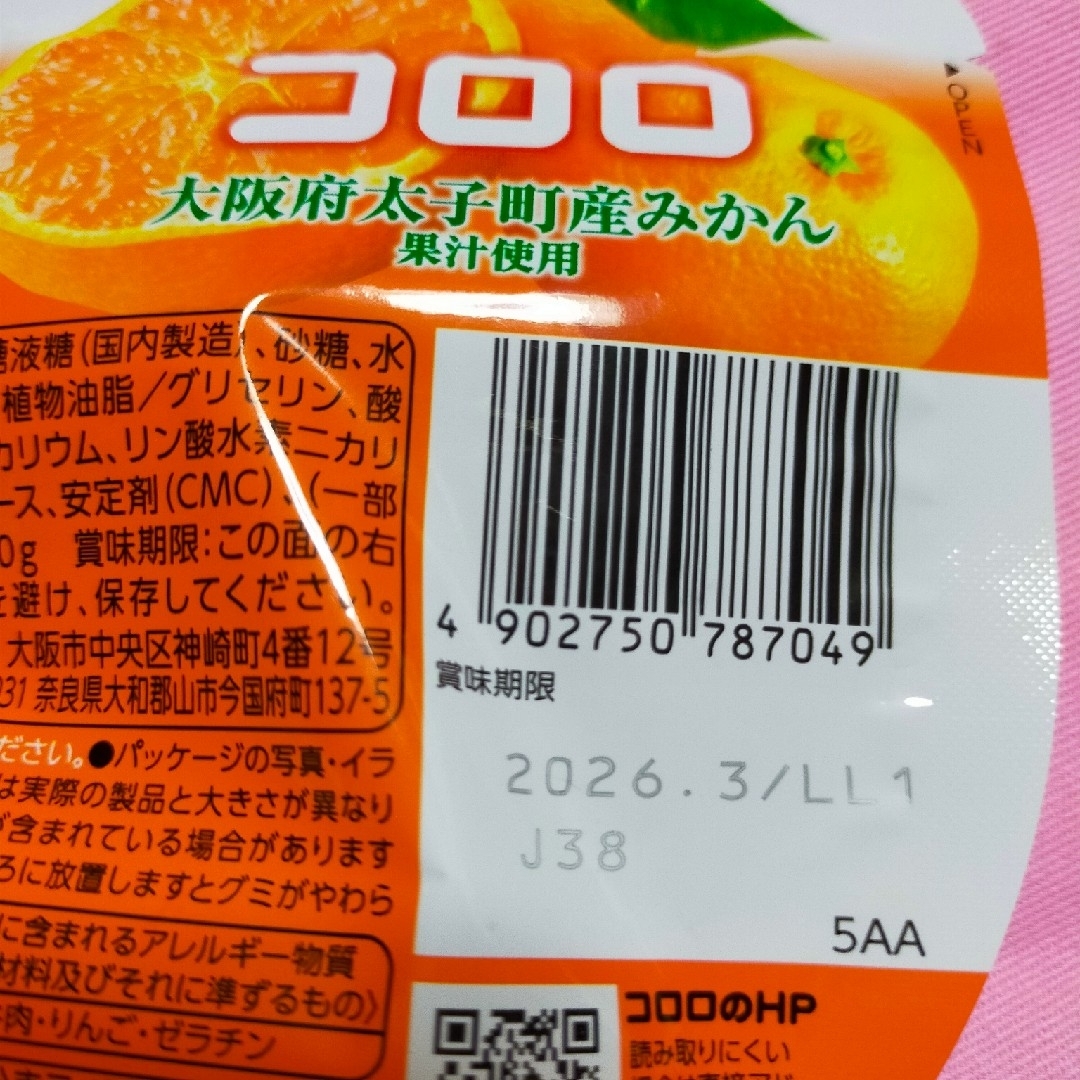 コロロ
▲OPEN
大阪府太子町産みかん
果汁使用
液糖(国内製造)、砂糖、水
植物油脂/グリセリン、酸
カリウム、リン酸水素二カリ
ース、安定剤(CMC)、(一部
0g 賞味期限:この面の右
を避け、保存してください。
大阪市中央区神崎町4番12号
31 奈良県大和郡山市今国府町137-5
4 902750 787049
賞味期限
2026.3/LL1
J38
5AA
ださい。●パッケージの写真・イラ
は実際の製品と大きさが異なり
が含まれている場合があります
ろに放置しますとグミがやわら
に含まれるアレルギー物質
材料及びそれに準ずるもの〉
肉・りんご・ゼラチン
コロロのHP
読み取りにくい